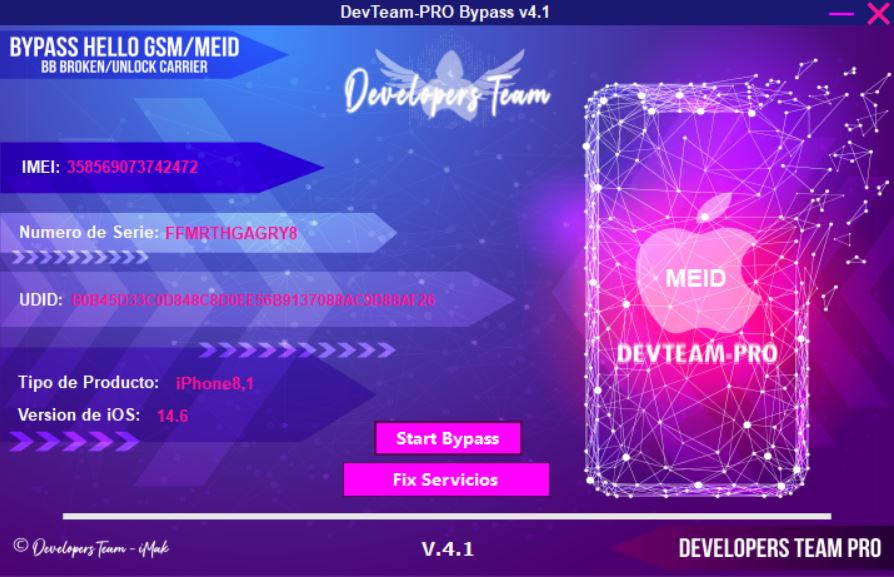 DevTeam-PRO Bypass v4.1
BYPASS HELLO GSM/MEID
BB BROKEN/UNLOCK CARRIER
Developers Team
IMEI: 358569073742472
Numero de Serie: FFMRTHGAGRY8
UDID: 60B45D33C0D848C8D0EE56B9137088AC9D88AF26
MEID
DEVTEAM-PRO
Tipo de Producto: iPhone8,1
Version de iOS: 14.6
Start Bypass
Fix Servicios
© Developers Team - iMak
V.4.1
DEVELOPERS TEAM PRO